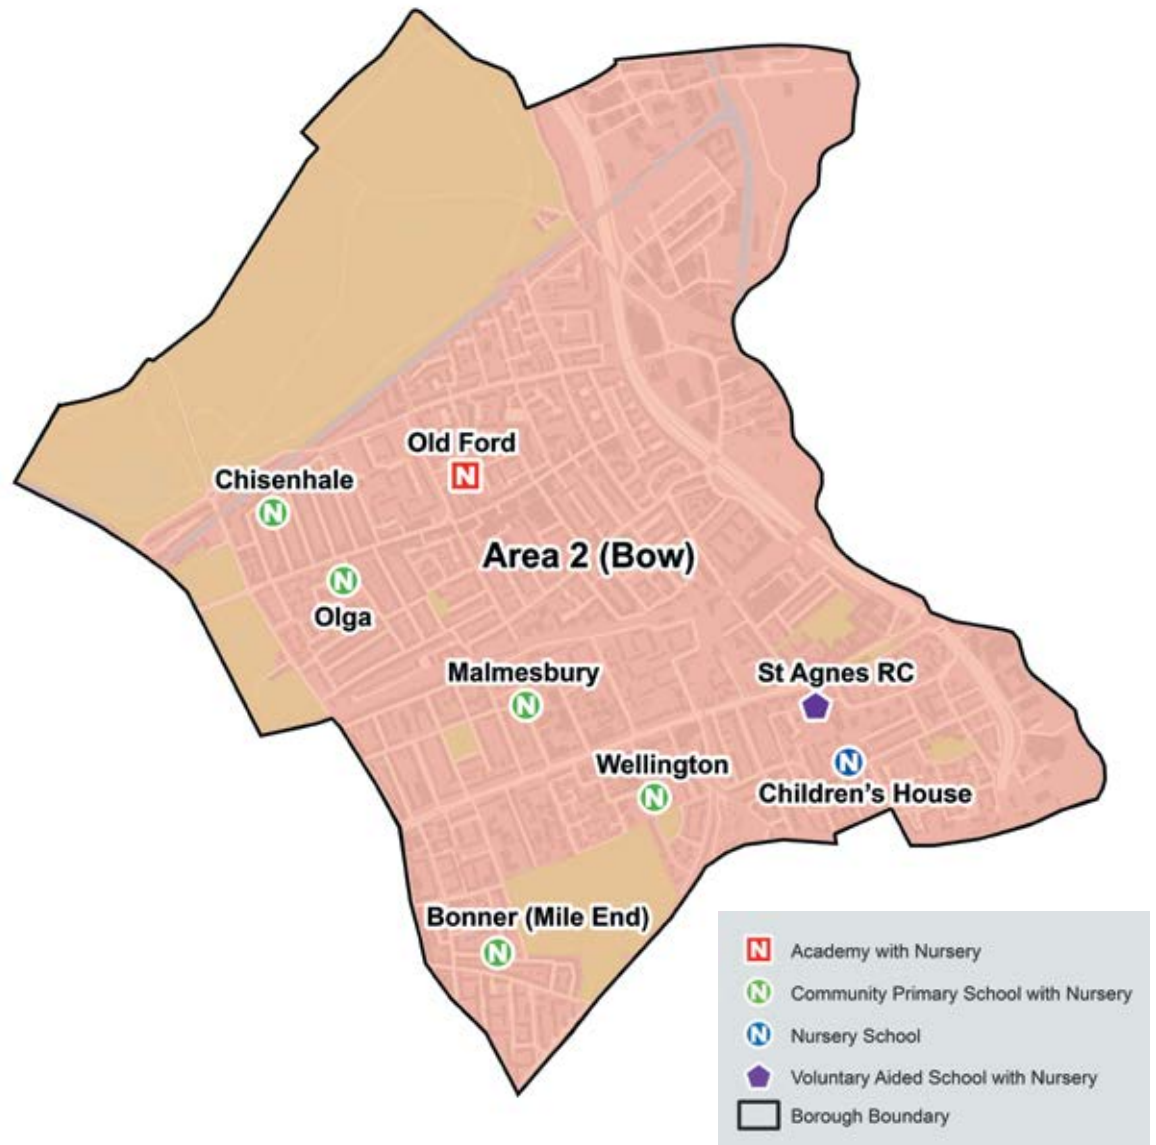 Old Ford
N
Chisenhale
N
Area 2 (Bow)
N
Olga
Malmesbury
N
St Agnes RC
Wellington
N
N
Children's House
Bonner (Mile End)
N
N Academy with Nursery
N Community Primary School with Nursery
N Nursery School
Voluntary Aided School with Nursery
Borough Boundary